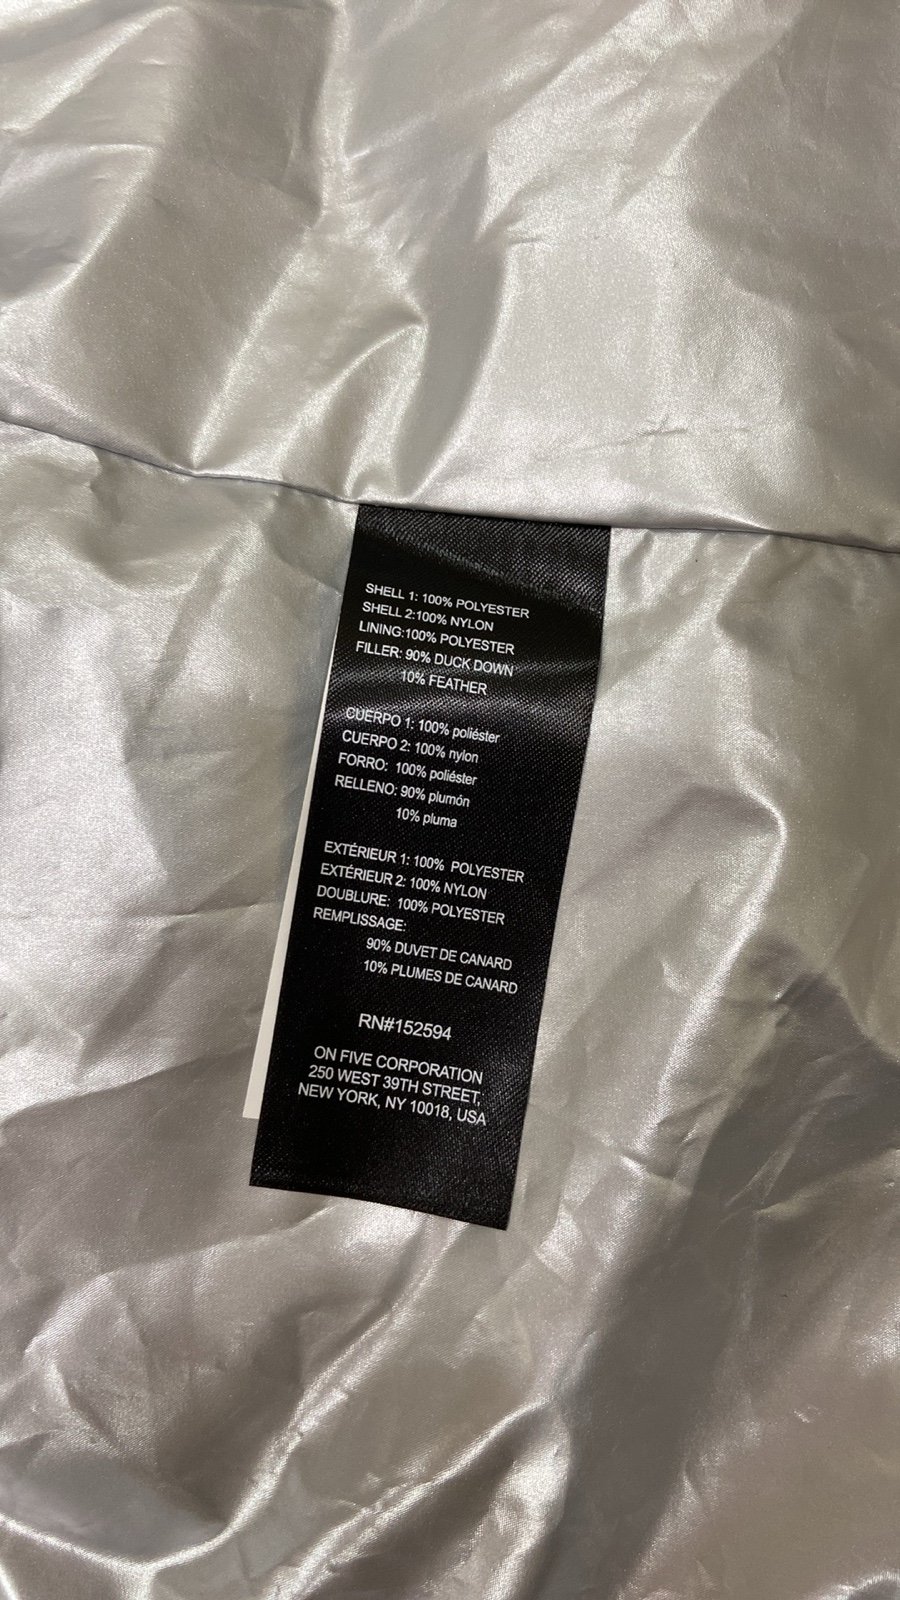 SHELL 1: 100% POLYESTER
SHELL 2:100% NYLON
LINING:100% POLYESTER
FILLER: 90% DUCK DOWN
10% FEATHER
CUERPO 1: 100% poliéster
CUERPO 2: 100% nylon
FORRO: 100% poliéster
RELLENO: 90% plumón
10% pluma
EXTÉRIEUR 1: 100% POLYESTER
EXTÉRIEUR 2: 100% NYLON
DOUBLURE: 100% POLYESTER
REMPLISSAGE:
90% DUVET DE CANARD
10% PLUMES DE CANARD
RN#152594
ON FIVE CORPORATION
250 WEST 39TH STREET,
NEW YORK, NY 10018, USA